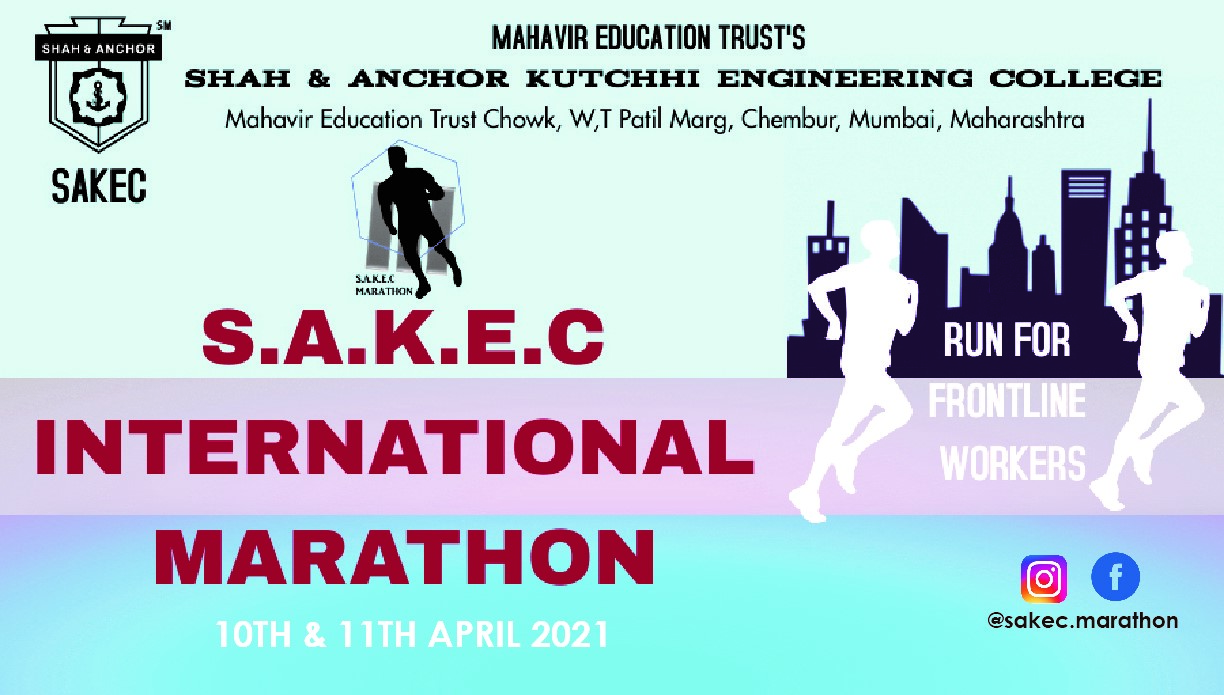 SHAH & ANCHOR
SM
SAKEC
MAHAVIR EDUCATION TRUST'S
SHAH & ANCHOR KUTCHHI ENGINEERING COLLEGE
Mahavir Education Trust Chowk, W,T Patil Marg, Chembur, Mumbai, Maharashtra
S.A.K.E.C
MARATHON
S.A.K.E.C
INTERNATIONAL
MARATHON
10TH & 11TH APRIL 2021
RUN FOR
FRONTLINE
WORKERS
@sakec.marathon